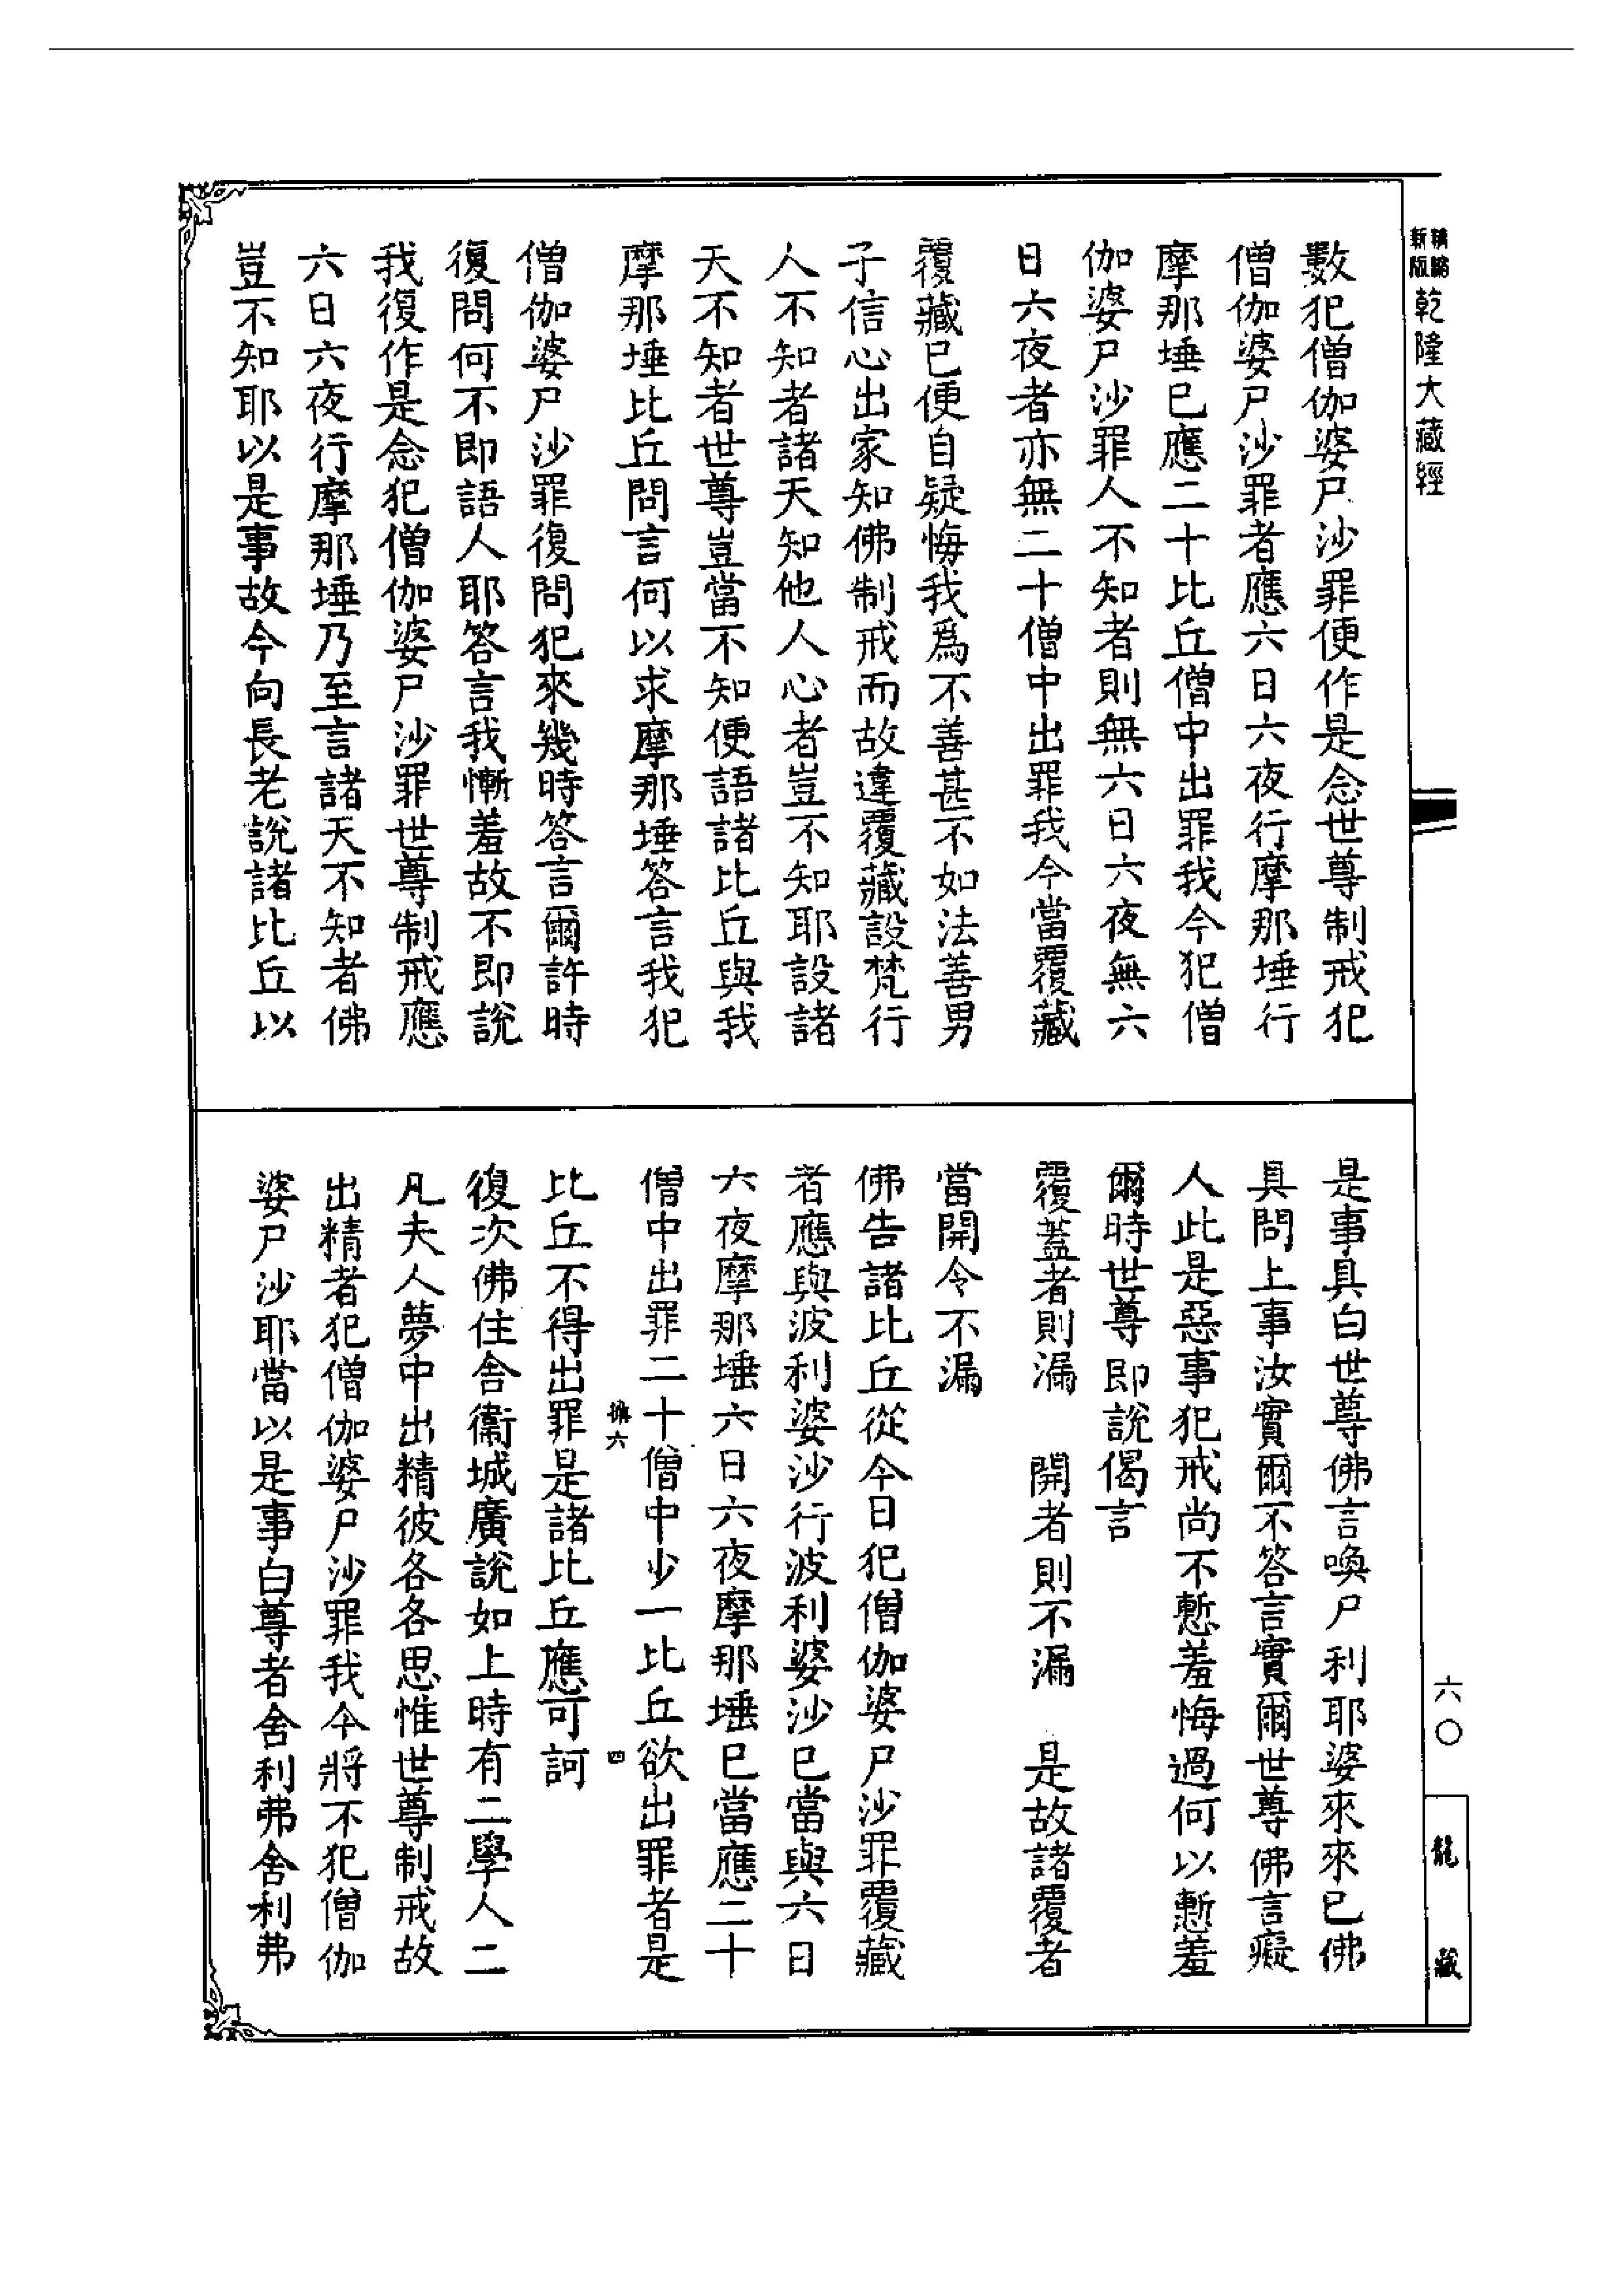 新版 精縮 乾隆大藏經
數犯僧伽婆尸沙罪便作是念世尊制戒犯
僧伽婆尸沙罪者應六日六夜行摩那埵行
摩那埵已應二十比丘僧中出罪我今犯僧
伽婆尸沙罪人不知者則無六日六夜無六
日六夜者亦無二十僧中出罪我今當覆藏
覆藏已便自疑悔我爲不善甚不如法善男
子信心出家知佛制戒而故違覆藏設梵行
人不知者諸天知他人心者豈不知耶設諸
天不知者世尊豈當不知便語諸比丘與我
摩那埵比丘問言何以求摩那埵答言我犯
僧伽婆尸沙罪復問犯來幾時答言爾許時
復問何不即語人耶答言我慚羞故不即說
我復作是念犯僧伽婆尸沙罪世尊制戒應
六日六夜行摩那埵乃至言諸天不知者佛
豈不知耶以是事故今向長老說諸比丘以
是事具白世尊佛言喚尸利耶婆來來已佛
具問上事汝實爾不答言實爾世尊佛言癡
人此是惡事犯戒尚不慙羞悔過何以慙羞
爾時世尊即說偈言
覆蓋者則漏 開者則不漏 是故諸覆者
當開令不漏
佛告諸比丘從今日犯僧伽婆尸沙罪覆藏
者應與波利婆沙行波利婆沙已當與六日
六夜摩那埵六日六夜摩那埵已當應二十
僧中出罪二十僧中少一比丘欲出罪者是
六 四
比丘不得出罪是諸比丘應可訶
復次佛住舍衛城廣說如上時有二學人二
凡夫人夢中出精彼各各思惟世尊制戒故
出精者犯僧伽婆尸沙罪我今將不犯僧伽
婆尸沙耶當以是事白尊者舍利弗舍利弗
六〇
龍藏